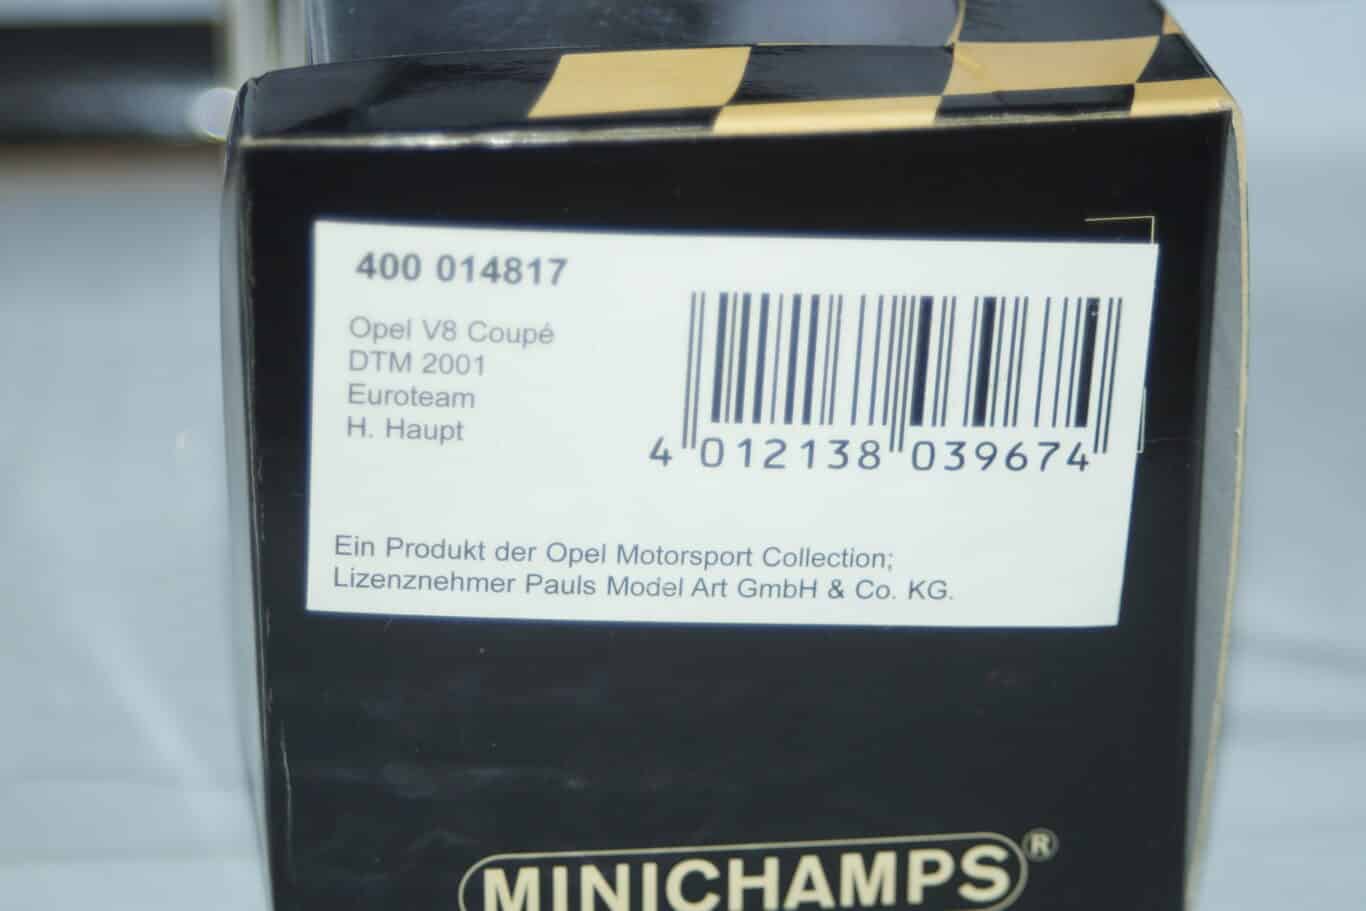 400 014817
Opel V8 Coupé
DTM 2001
Euroteam
H. Haupt
4 012138 039674
Ein Produkt der Opel Motorsport Collection;
Lizenznehmer Pauls Model Art GmbH & Co. KG.
MINICHAMPS®